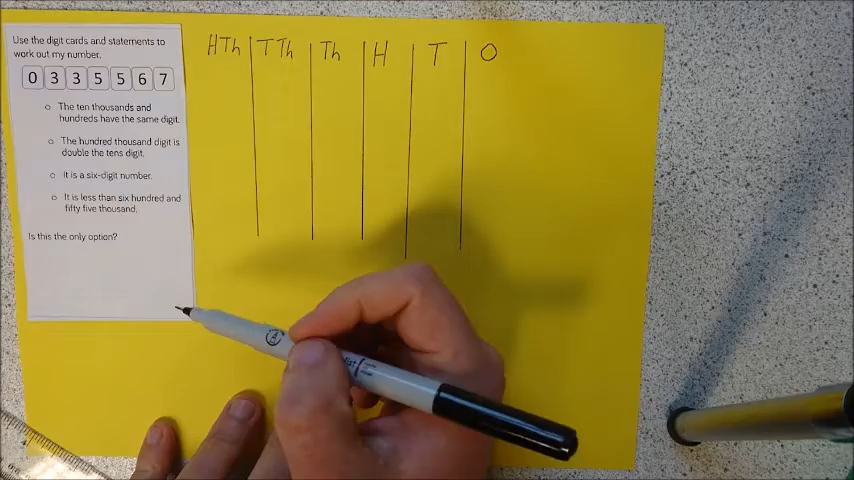 Use the digit cards and statements to
work out my number.
0 3 3 5 5 6 7
The ten thousands and
hundreds have the same digit.
The hundred thousand digit is
double the tens digit.
It is a six-digit number.
It is less than six hundred and
fifty five thousand.
Is this the only option?
HTh TTh Th H T O